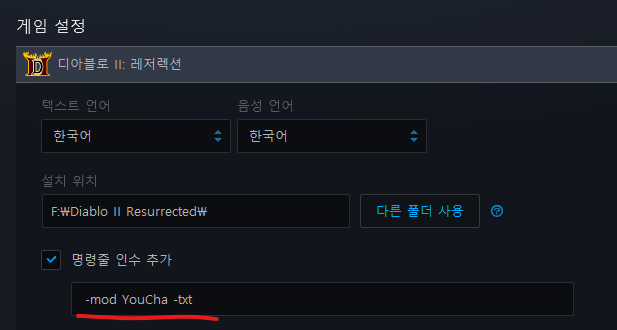 게임 설정
디아블로 II: 레저렉션
텍스트 언어 음성 언어
한국어 한국어
설치 위치
F:₩Diablo II Resurrected₩ 다른 폴더 사용 ?
명령줄 인수 추가
-mod YouCha -txt